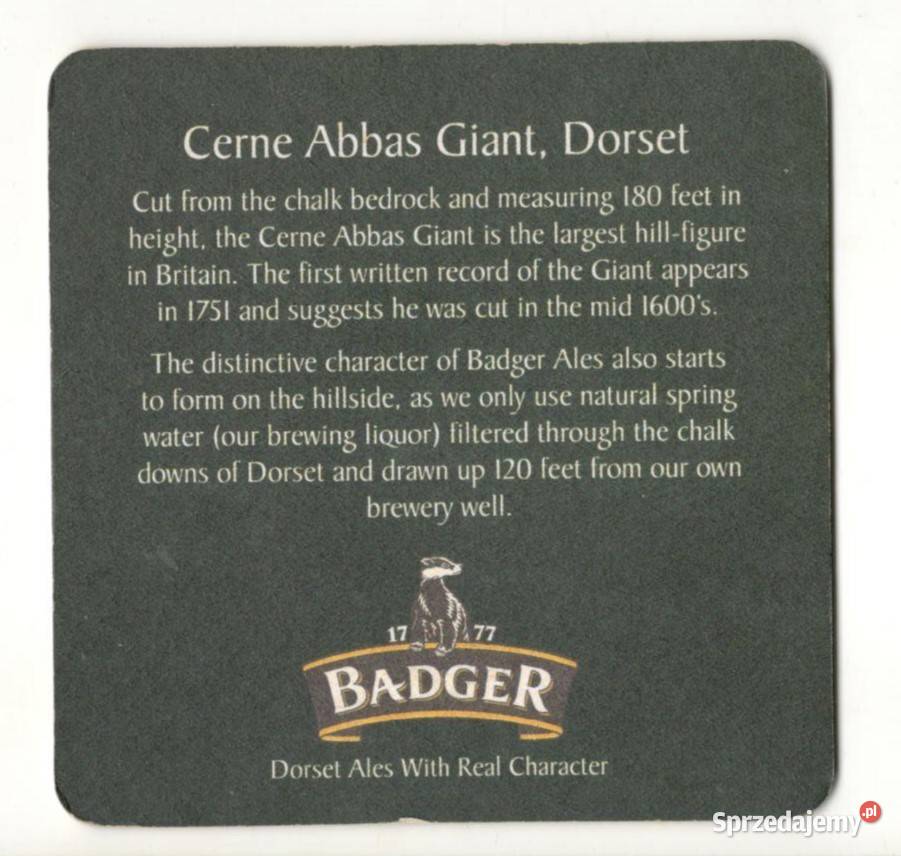 Cerne Abbas Giant, Dorset
Cut from the chalk bedrock and measuring 180 feet in
height, the Cerne Abbas Giant is the largest hill-figure
in Britain. The first written record of the Giant appears
in 1751 and suggests he was cut in the mid 1600's.
The distinctive character of Badger Ales also starts
to form on the hillside, as we only use natural spring
water (our brewing liquor) filtered through the chalk
downs of Dorset and drawn up 120 feet from our own
brewery well.
17 77
BADGER
Dorset Ales With Real Character
Sprzedajemy.pl